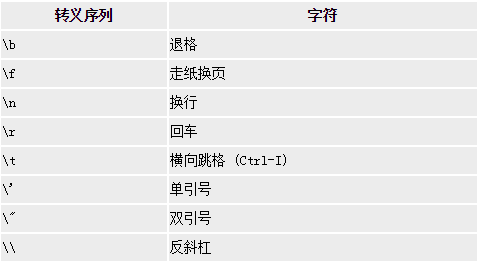 转义序列 字符
\b 退格
\f 走纸换页
\n 换行
\r 回车
\t 横向跳格 (Ctrl-I)
\' 单引号
\" 双引号
\\ 反斜杠